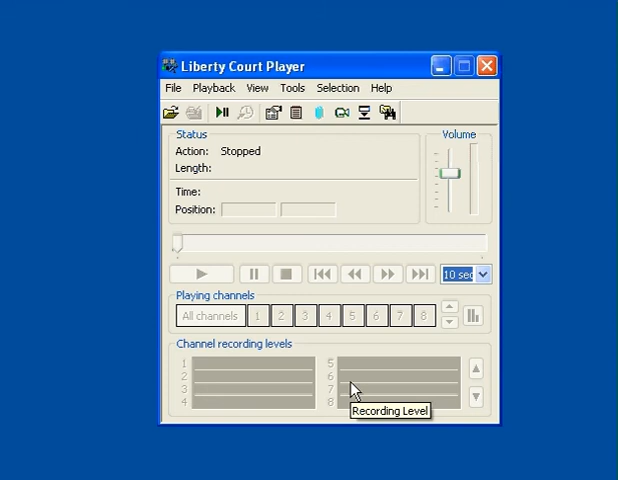 Liberty Court Player
File Playback View Tools Selection Help
Status
Action: Stopped
Length:
Time:
Position:
Volume
10 sec
Playing channels
All channels 1 2 3 4 5 6 7 8
Channel recording levels
1 5
2 6
3 7
4 8
Recording Level